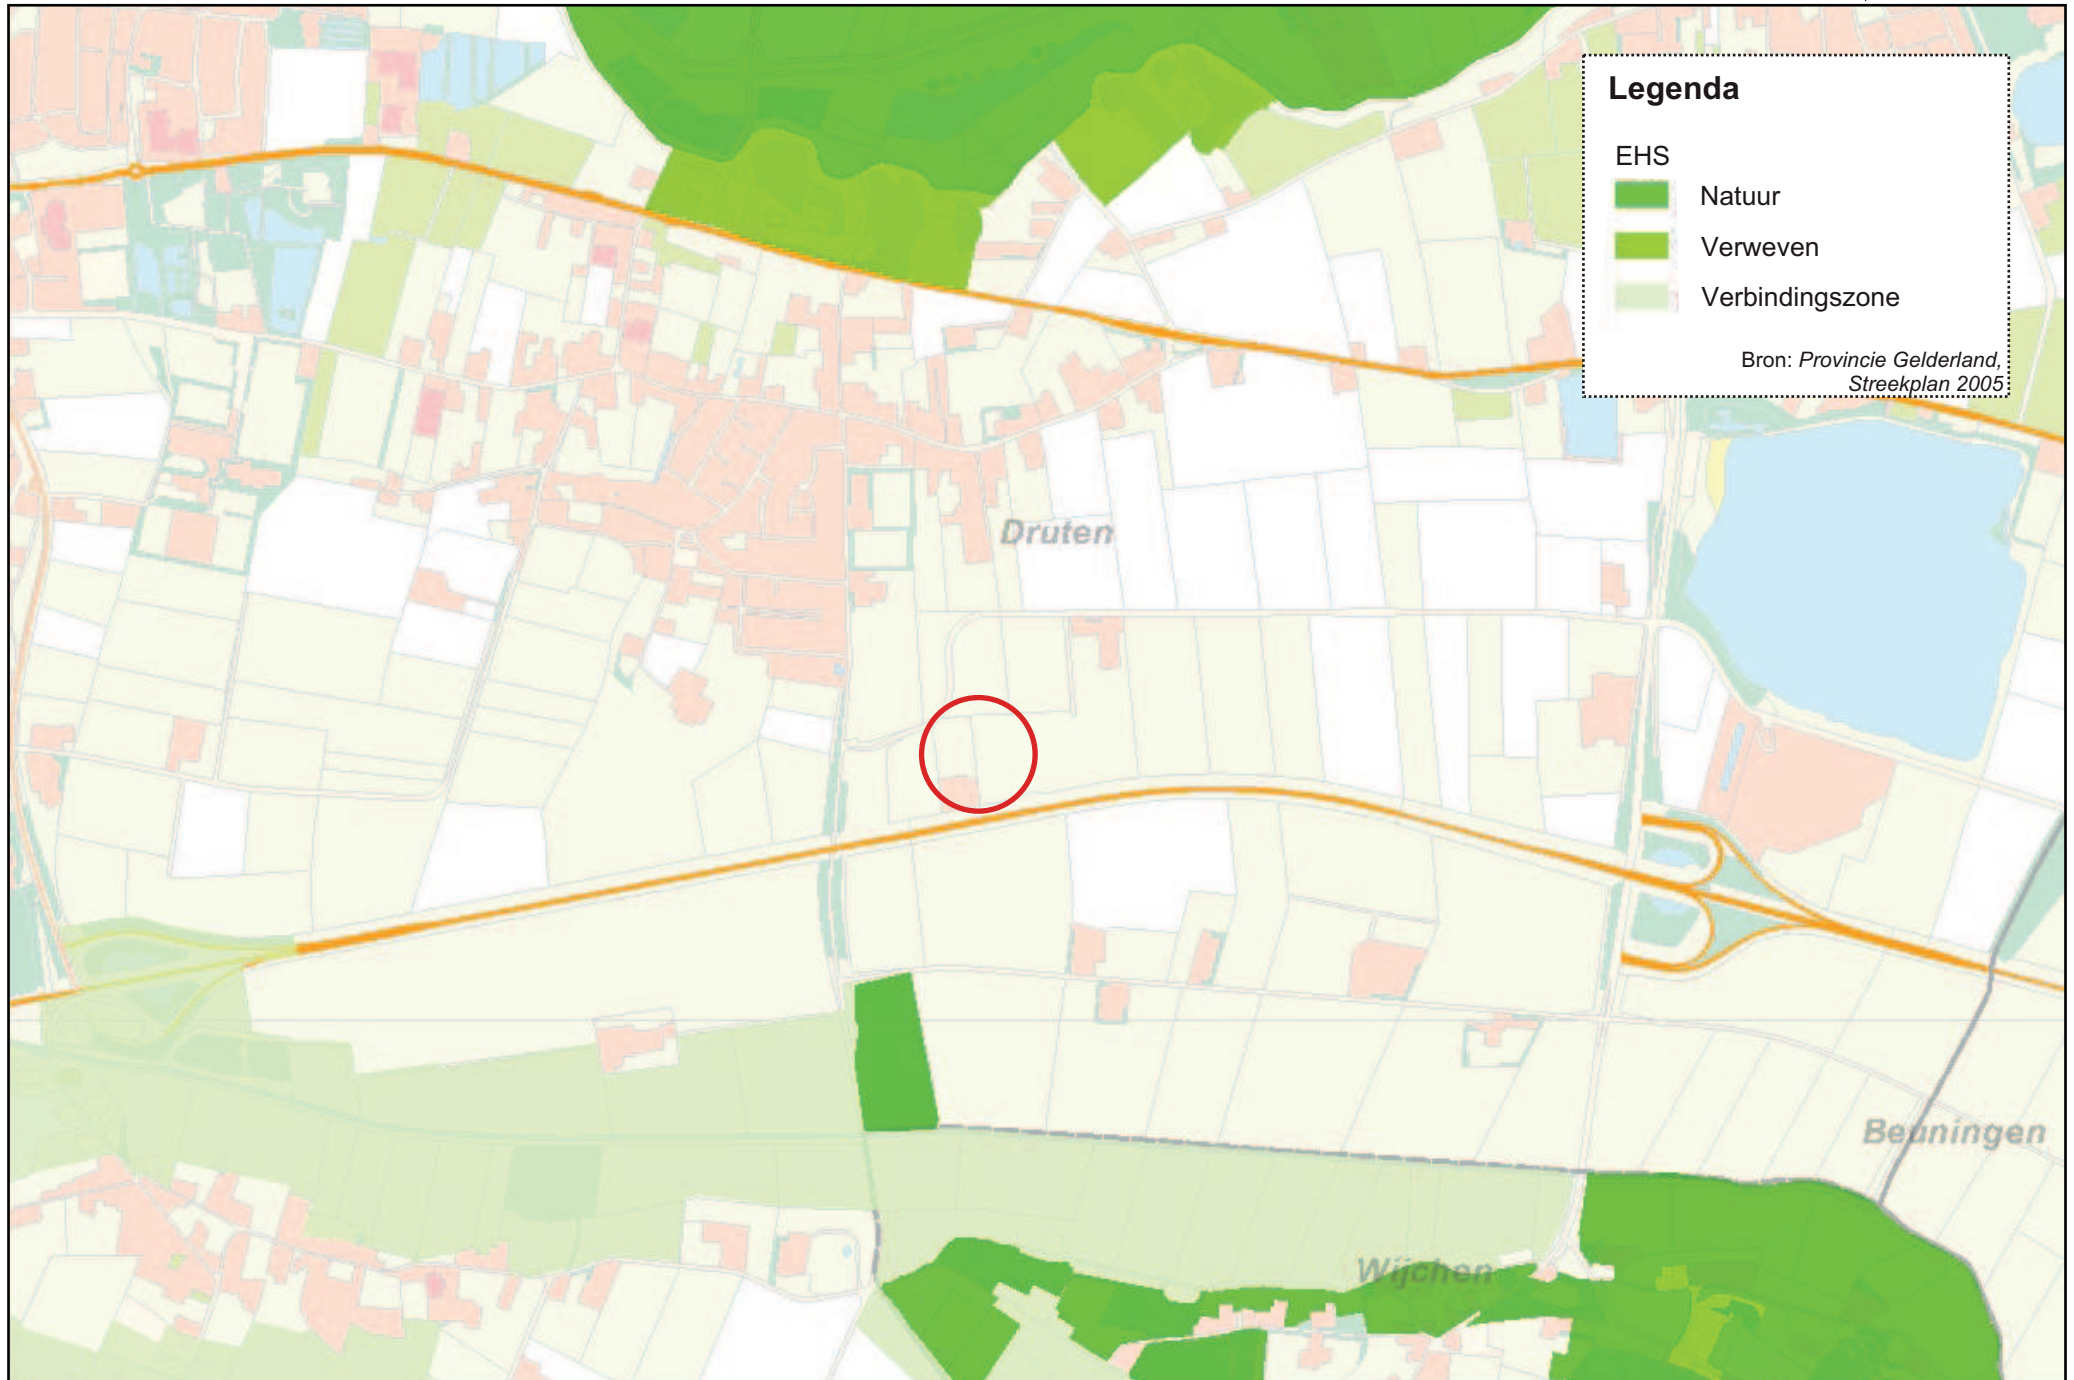 Legenda
EHS
Natuur
Verweven
Verbindingszone
Bron: Provincie Gelderland,
Streekplan 2005
Druten
Beuningen
Wijchen